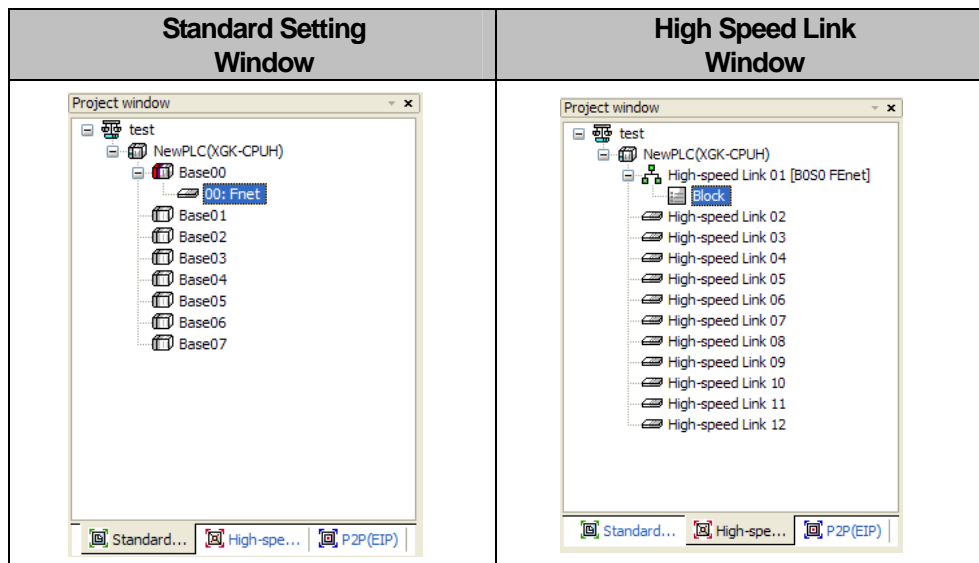 Standard Setting
Window
High Speed Link
Window
Project window
test
NewPLC(XGK-CPUH)
Base00
00: Fnet
Base01
Base02
Base03
Base04
Base05
Base06
Base07
Standard... High-spe... P2P(EIP)
Project window
test
NewPLC(XGK-CPUH)
High-speed Link 01 [B0S0 FEnet]
Block
High-speed Link 02
High-speed Link 03
High-speed Link 04
High-speed Link 05
High-speed Link 06
High-speed Link 07
High-speed Link 08
High-speed Link 09
High-speed Link 10
High-speed Link 11
High-speed Link 12
Standard... High-spe... P2P(EIP)